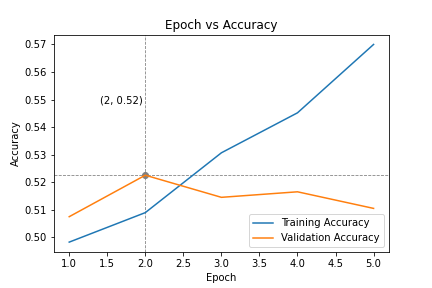 Epoch vs Accuracy
0.57
0.56
0.55
0.54
0.53
0.52
0.51
0.50
Accuracy
(2, 0.52)
Training Accuracy
Validation Accuracy
1.0 1.5 2.0 2.5 3.0 3.5 4.0 4.5 5.0
Epoch